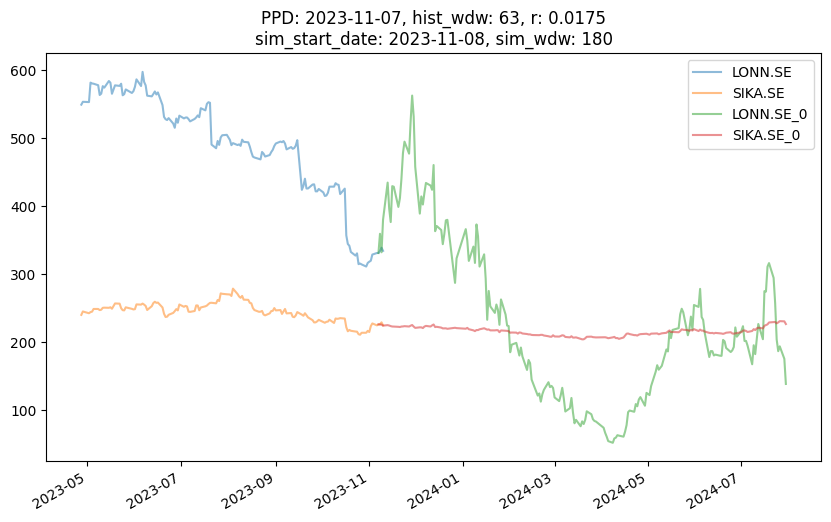 PPD: 2023-11-07, hist_wdw: 63, r: 0.0175
sim_start_date: 2023-11-08, sim_wdw: 180
LONN.SE
SIKA.SE
LONN.SE_0
SIKA.SE_0
600
500
400
300
200
100
2023-05
2023-07
2023-09
2023-11
2024-01
2024-03
2024-05
2024-07